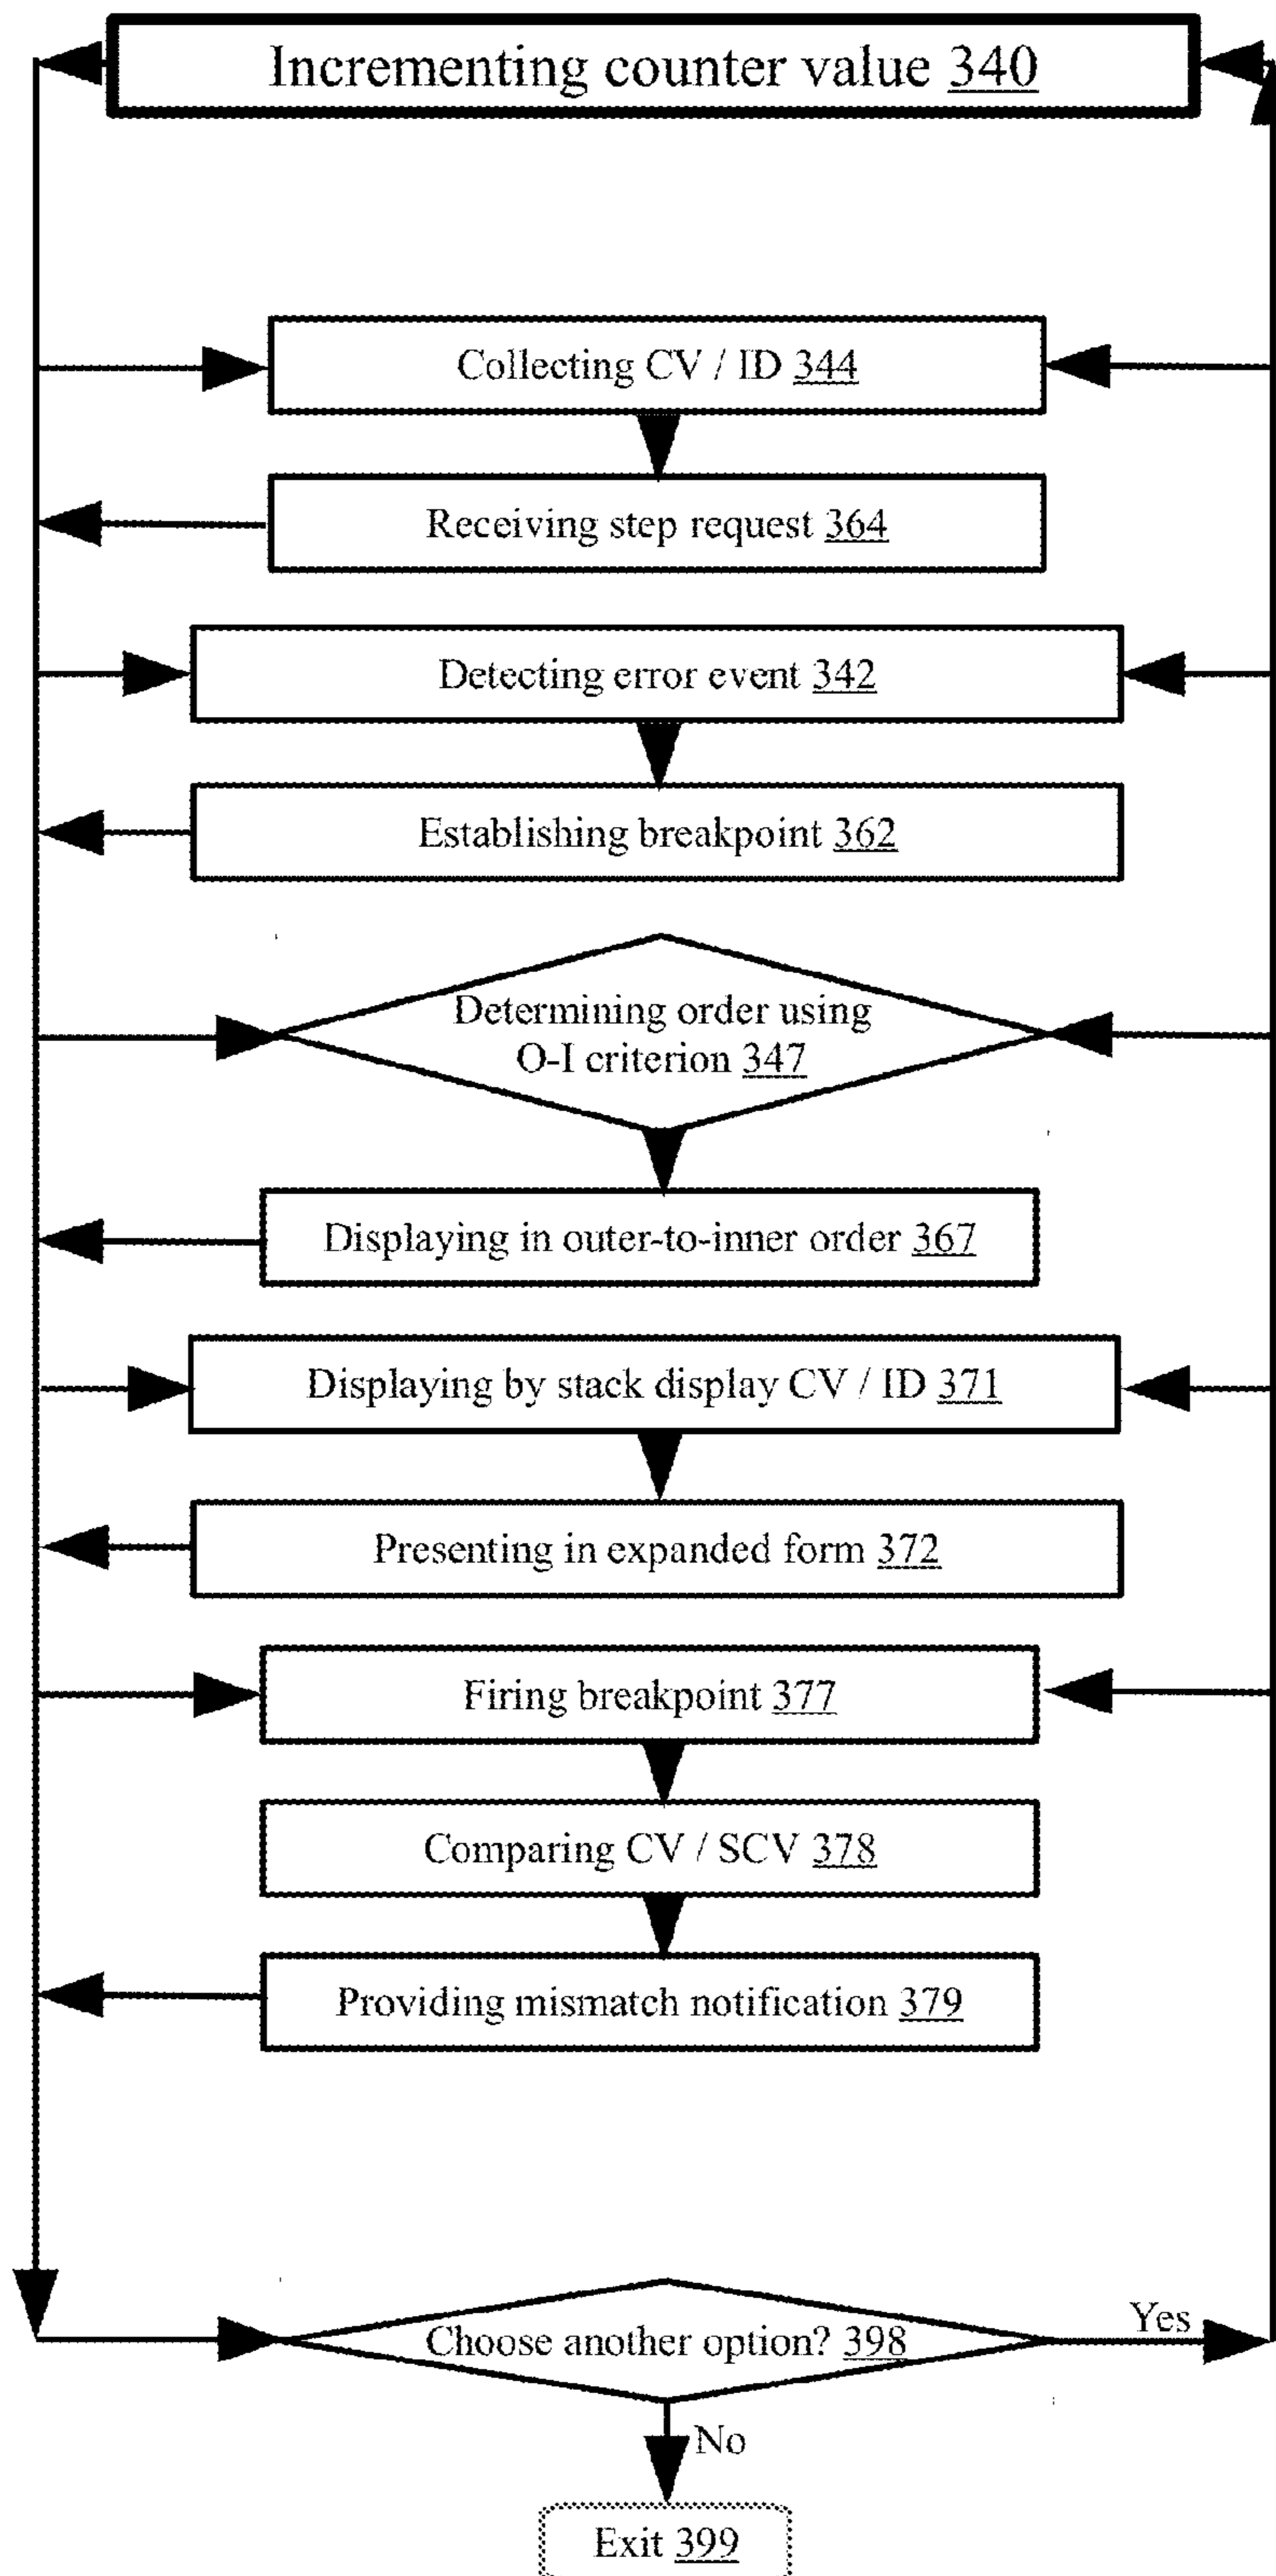 Incrementing counter value 340
Collecting CV / ID 344
Receiving step request 364
Detecting error event 342
Establishing breakpoint 362
Determining order using
O-I criterion 347
Displaying in outer-to-inner order 367
Displaying by stack display CV / ID 371
Presenting in expanded form 372
Firing breakpoint 377
Comparing CV / SCV 378
Providing mismatch notification 379
Choose another option? 398
Yes
No
Exit 399